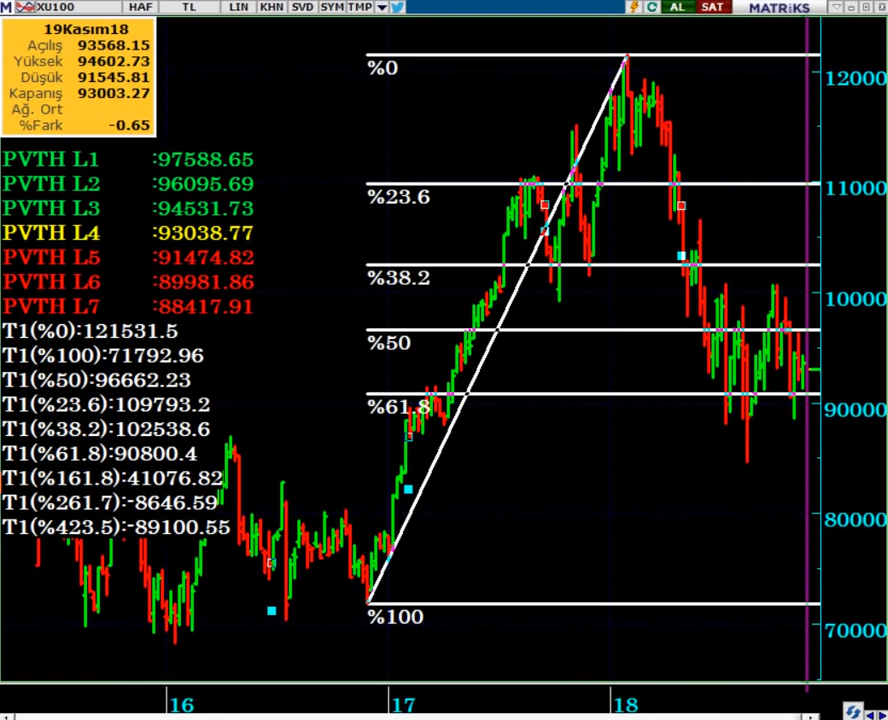 XU100 TL LIN KHN SVD SYM TMP AL SAT MATRİKS
HAF
19Kasım18
Açılış 93568.15
Yüksek 94602.73
Düşük 91545.81
Kapanış 93003.27
Ağ. Ort
%Fark -0.65
PVTH L1 :97588.65
PVTH L2 :96095.69
PVTH L3 :94531.73
PVTH L4 :93038.77
PVTH L5 :91474.82
PVTH L6 :89981.86
PVTH L7 :88417.91
T1(%0):121531.5
T1(%100):71792.96
T1(%50):96662.23
T1(%23.6):109793.2
T1(%38.2):102538.6
T1(%61.8):90800.4
T1(%161.8):41076.82
T1(%261.7):-8646.59
T1(%423.5):-89100.55
%0
%23.6
%38.2
%50
%61.8
%100
12000
11000
10000
90000
80000
70000
16 17 18